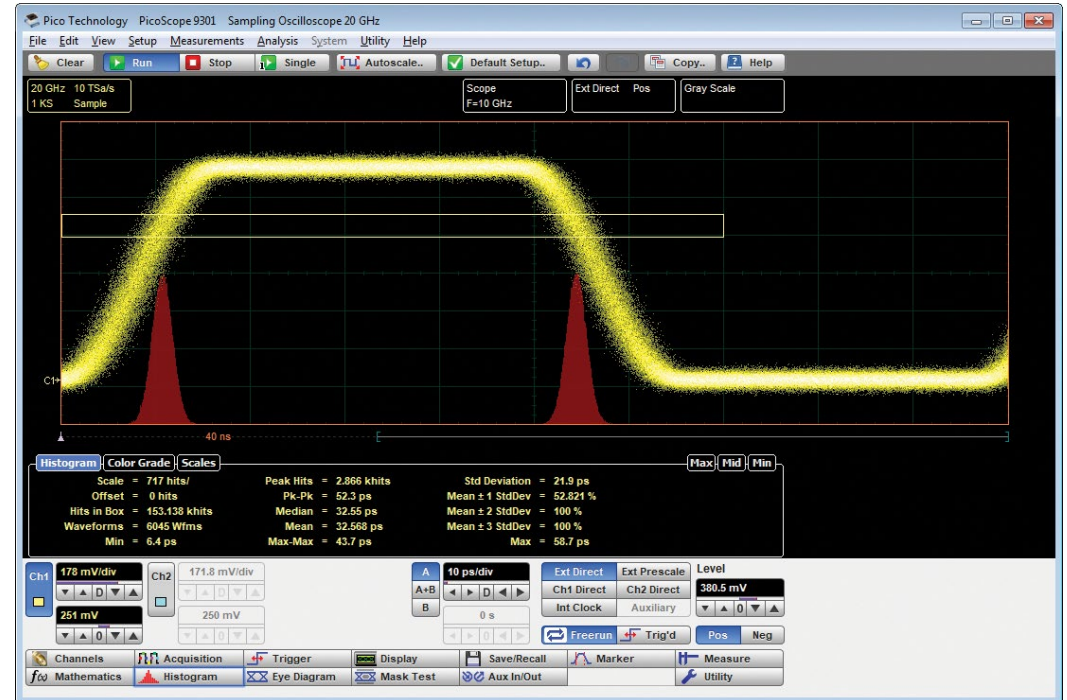 Pico Technology PicoScope 9301 Sampling Oscilloscope 20 GHz
File Edit View Setup Measurements Analysis System Utility Help
Clear Run Stop Single Autoscale.. Default Setup.. Copy.. Help
20 GHz 10 TSa/s Scope Ext Direct Pos Gray Scale
1 KS Sample F=10 GHz
C1
40 ns
Histogram Color Grade Scales Max Mid Min
Scale = 717 hits/ Peak Hits = 2.866 khits Std Deviation = 21.9 ps
Offset = 0 hits Pk-Pk = 52.3 ps Mean ± 1 StdDev = 52.821 %
Hits in Box = 153.138 khits Median = 32.55 ps Mean ± 2 StdDev = 100 %
Waveforms = 6045 Wfms Mean = 32.568 ps Mean ± 3 StdDev = 100 %
Min = 6.4 ps Max-Max = 43.7 ps Max = 58.7 ps
Ch1 178 mV/div Ch2 171.8 mV/div A 10 ps/div Ext Direct Ext Prescale Level
D D A+B D Ch1 Direct Ch2 Direct 380.5 mV
251 mV 250 mV B 0 s Int Clock Auxiliary 0
0 0 0 Freerun Trig'd Pos Neg
Channels Acquisition Trigger Display Save/Recall Marker Measure
f(x) Mathematics Histogram Eye Diagram Mask Test Aux In/Out Utility